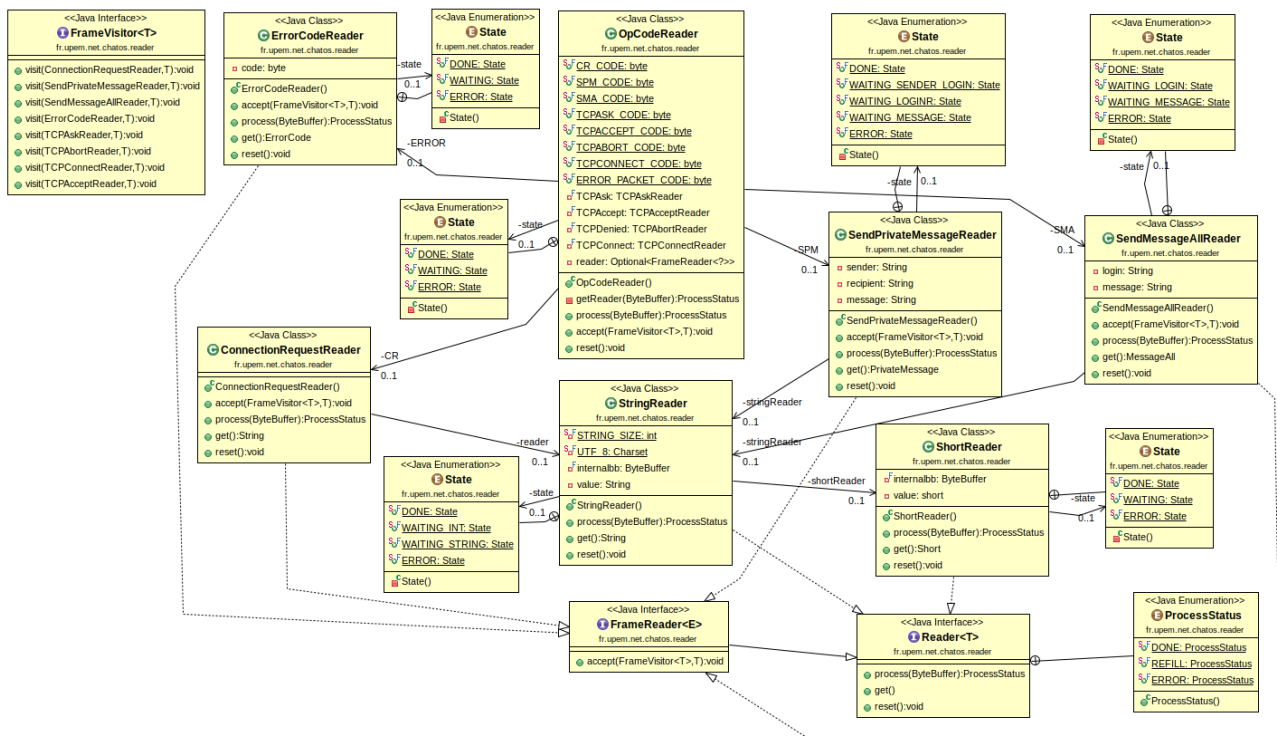 <<Java Interface>>
FrameVisitor<T>
fr.upem.net.chatos.reader
visit(ConnectionRequestReader,T):void
visit(SendPrivateMessageReader,T):void
visit(SendMessageAllReader,T):void
visit(ErrorCodeReader,T):void
visit(TCPAskReader,T):void
visit(TCPAbortReader,T):void
visit(TCPConnectReader,T):void
visit(TCPAcceptReader,T):void
<<Java Class>>
ErrorCodeReader
fr.upem.net.chatos.reader
code: byte
ErrorCodeReader()
accept(FrameVisitor<T>,T):void
process(ByteBuffer):ProcessStatus
get():ErrorCode
reset():void
-state
0..1
<<Java Enumeration>>
State
fr.upem.net.chatos.reader
DONE: State
WAITING: State
ERROR: State
State()
-ERROR
0..1
<<Java Class>>
OpCodeReader
fr.upem.net.chatos.reader
CR_CODE: byte
SPM_CODE: byte
SMA_CODE: byte
TCPASK_CODE: byte
TCPACCEPT_CODE: byte
TCPABORT_CODE: byte
TCPCONNECT_CODE: byte
ERROR_PACKET_CODE: byte
TCPAsk: TCPAskReader
TCPAccept: TCPAcceptReader
TCPDenied: TCPAbortReader
TCPConnect: TCPConnectReader
reader: Optional<FrameReader<?>>
OpCodeReader()
getReader(ByteBuffer):ProcessStatus
process(ByteBuffer):ProcessStatus
accept(FrameVisitor<T>,T):void
reset():void
<<Java Enumeration>>
State
fr.upem.net.chatos.reader
DONE: State
WAITING_SENDER_LOGIN: State
WAITING_LOGINR: State
WAITING_MESSAGE: State
ERROR: State
State()
<<Java Enumeration>>
State
fr.upem.net.chatos.reader
DONE: State
WAITING_LOGIN: State
WAITING_MESSAGE: State
ERROR: State
State()
-state
0..1
-state
0..1
<<Java Enumeration>>
State
fr.upem.net.chatos.reader
DONE: State
WAITING: State
ERROR: State
State()
-state
0..1
-SPM
0..1
<<Java Class>>
SendPrivateMessageReader
fr.upem.net.chatos.reader
sender: String
recipient: String
message: String
SendPrivateMessageReader()
accept(FrameVisitor<T>,T):void
process(ByteBuffer):ProcessStatus
get():PrivateMessage
reset():void
-SMA
0..1
<<Java Class>>
SendMessageAllReader
fr.upem.net.chatos.reader
login: String
message: String
SendMessageAllReader()
accept(FrameVisitor<T>,T):void
process(ByteBuffer):ProcessStatus
get():MessageAll
reset():void
<<Java Class>>
ConnectionRequestReader
fr.upem.net.chatos.reader
ConnectionRequestReader()
accept(FrameVisitor<T>,T):void
process(ByteBuffer):ProcessStatus
get():String
reset():void
-CR
0..1
-reader
0..1
<<Java Class>>
StringReader
fr.upem.net.chatos.reader
STRING_SIZE: int
UTF_8: Charset
internalbb: ByteBuffer
value: String
StringReader()
process(ByteBuffer):ProcessStatus
get():String
reset():void
-stringReader
0..1
-stringReader
0..1
-shortReader
0..1
<<Java Class>>
ShortReader
fr.upem.net.chatos.reader
internalbb: ByteBuffer
value: short
ShortReader()
process(ByteBuffer):ProcessStatus
get():Short
reset():void
-state
0..1
<<Java Enumeration>>
State
fr.upem.net.chatos.reader
DONE: State
WAITING: State
ERROR: State
State()
<<Java Enumeration>>
State
fr.upem.net.chatos.reader
DONE: State
WAITING_INT: State
WAITING_STRING: State
ERROR: State
State()
-state
0..1
<<Java Interface>>
FrameReader<E>
fr.upem.net.chatos.reader
accept(FrameVisitor<T>,T):void
<<Java Interface>>
Reader<T>
fr.upem.net.chatos.reader
process(ByteBuffer):ProcessStatus
get()
reset():void
<<Java Enumeration>>
ProcessStatus
fr.upem.net.chatos.reader
DONE: ProcessStatus
REFILL: ProcessStatus
ERROR: ProcessStatus
ProcessStatus()